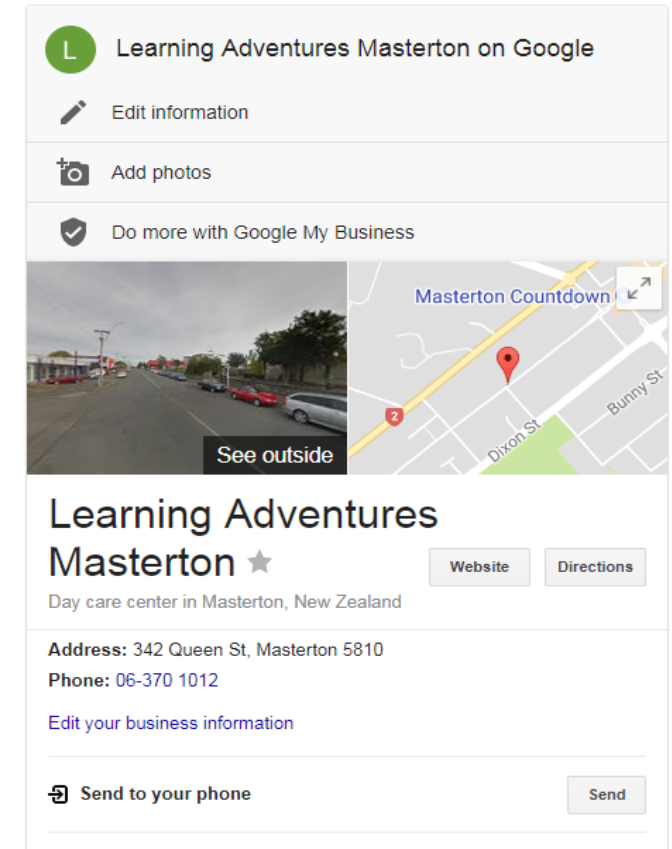 L
Learning Adventures Masterton on Google
Edit information
Add photos
Do more with Google My Business
See outside
Masterton Countdown
2
Dixon St
Bunny St
Learning Adventures
Masterton
Website
Directions
Day care center in Masterton, New Zealand
Address: 342 Queen St, Masterton 5810
Phone: 06-370 1012
Edit your business information
Send to your phone
Send